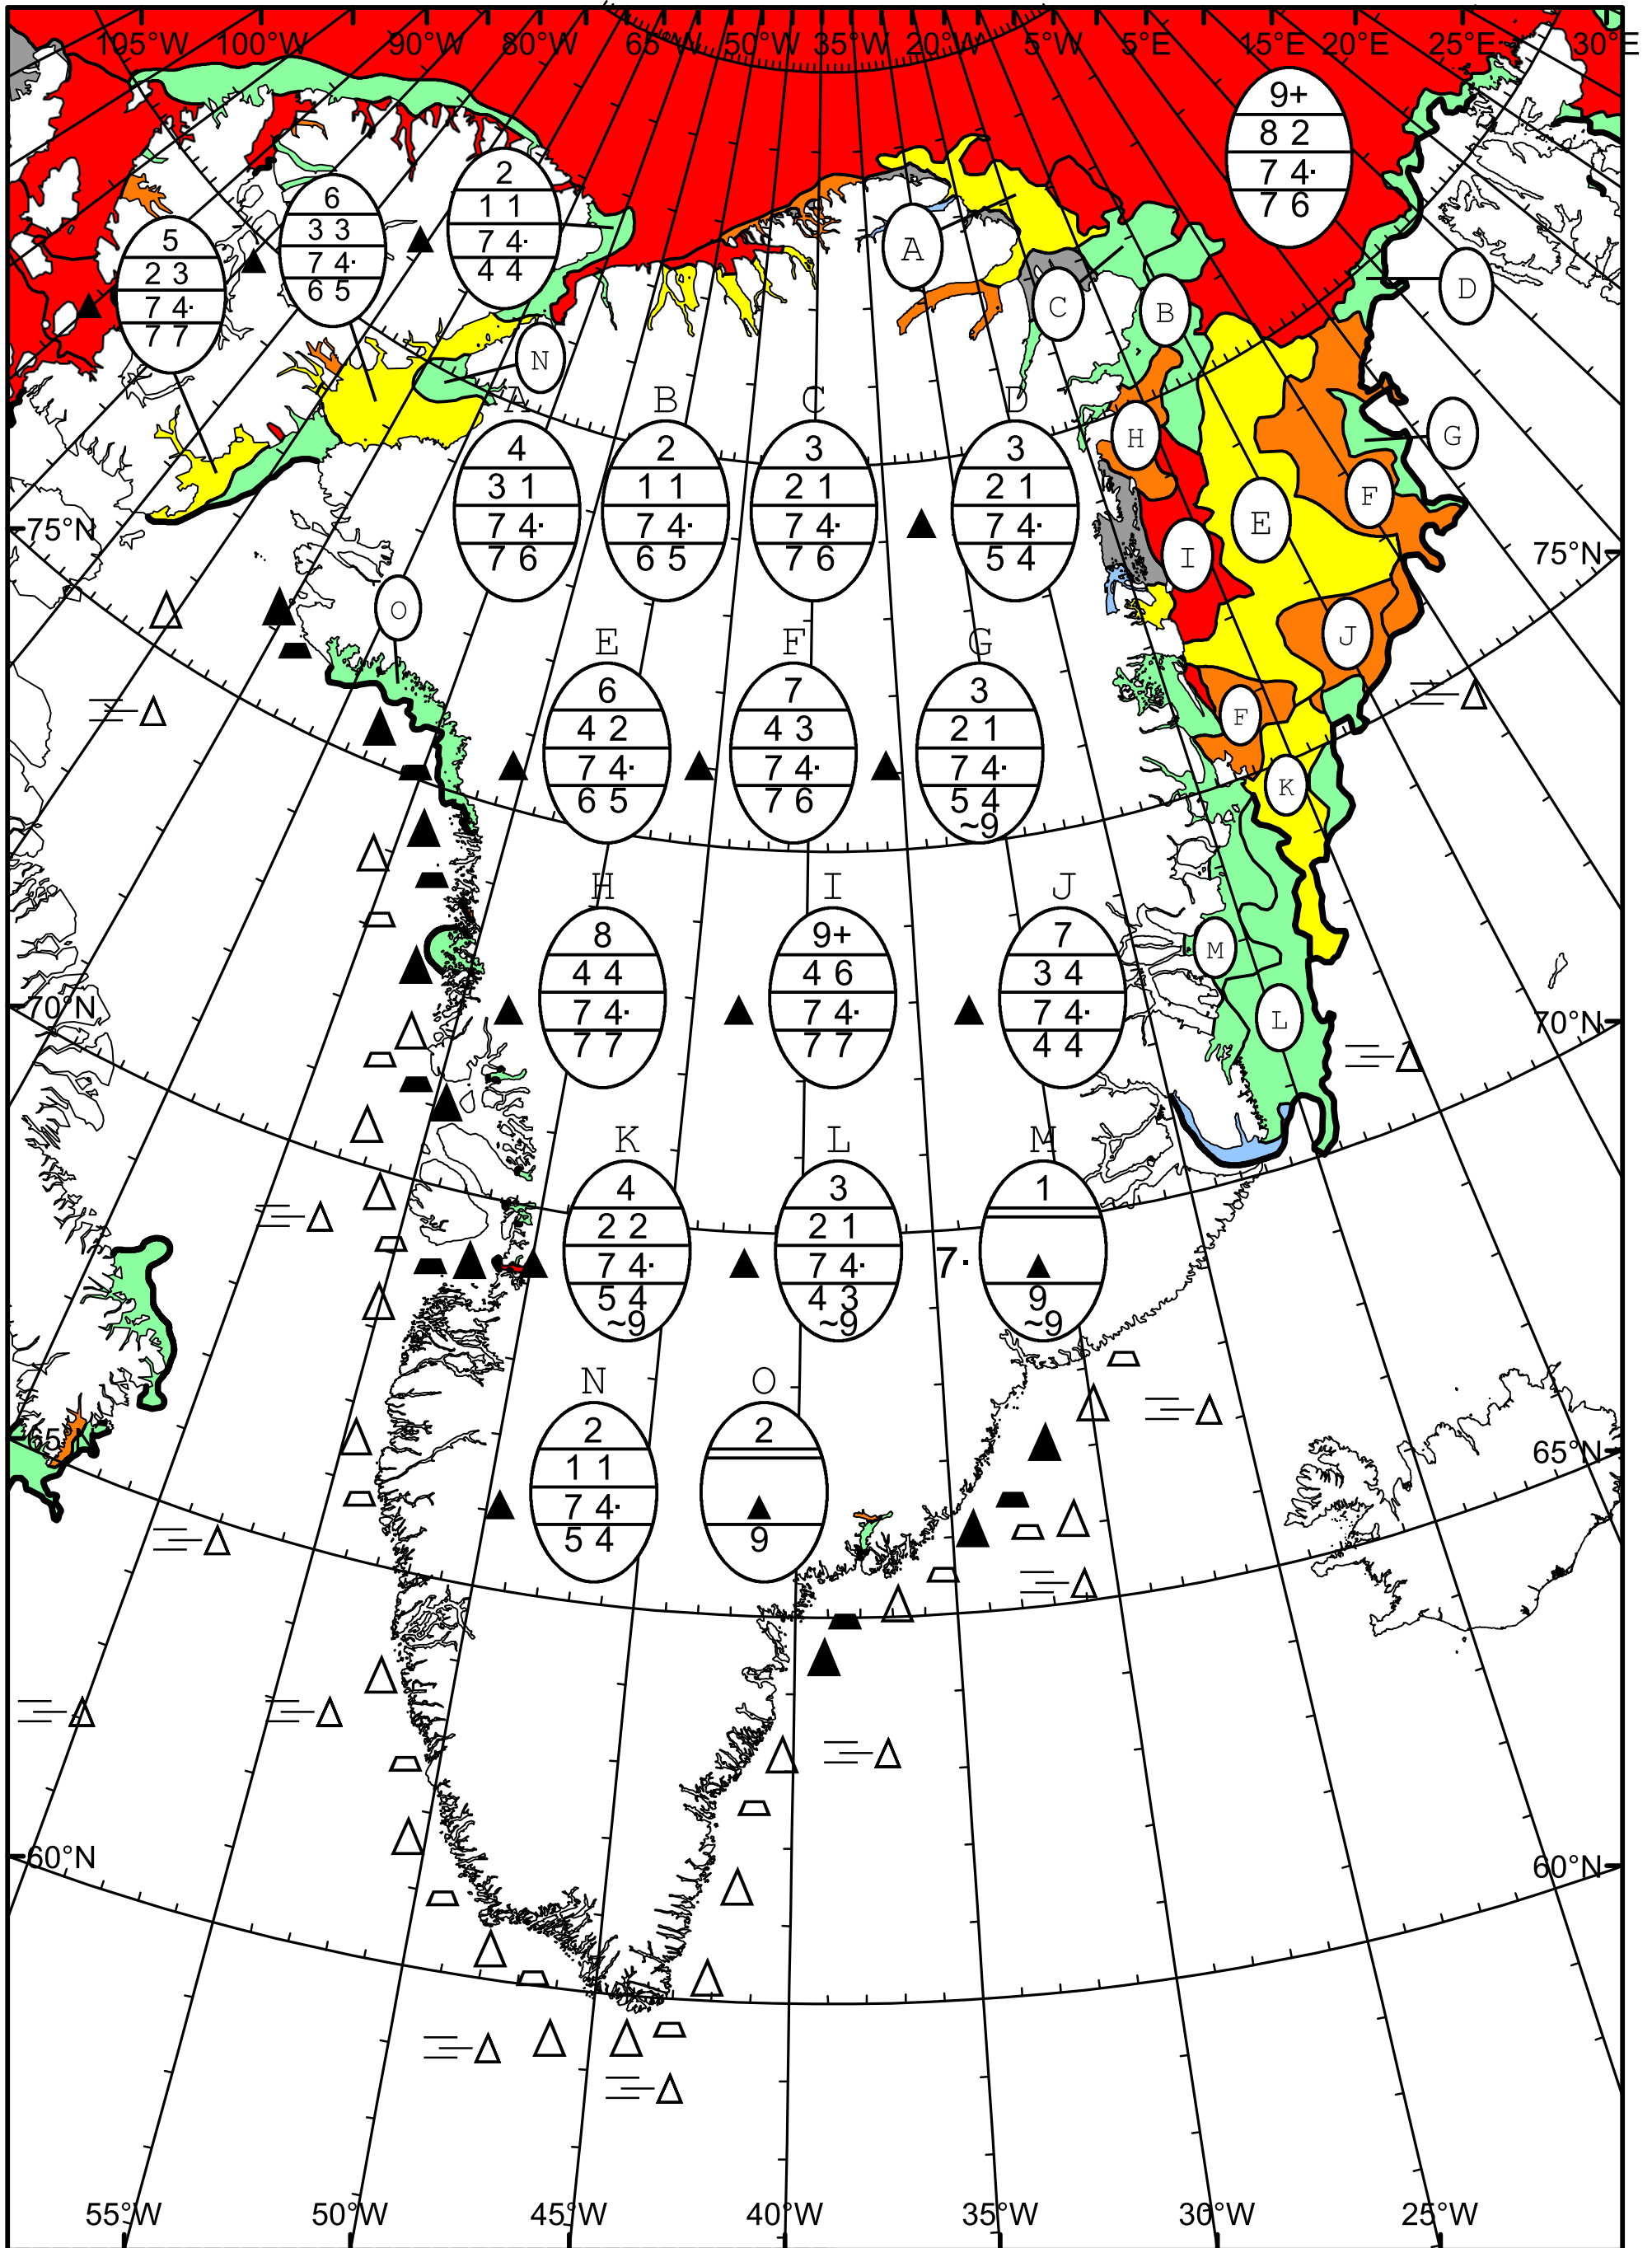 105°W 100°W 90°W 80°W 65°W 50°W 35°W 20°W 5°W 5°E 15°E 20°E 25°E 30°E
9+
8 2
7 4·
7 6
2
1 1
7 4·
4 4
6
3 3
7 4·
6 5
5
2 3
7 4·
7 7
A
B
C
D
N
G
H
F
E
I
J
O
F
K
M
L
75°N
75°N
A B C D
4 2 3 3
3 1 1 1 2 1 2 1
7 4· 7 4· 7 4· 7 4·
7 6 6 5 7 6 5 4
E F G
6 7 3
4 2 4 3 2 1
7 4· 7 4· 7 4·
6 5 7 6 5 4
~9
H I J
8 9+ 7
4 4 4 6 3 4
7 4· 7 4· 7 4·
7 7 7 7 4 4
70°N
70°N
K L M
4 3 1
2 2 2 1
7 4· 7 4· 7·
5 4 4 3 9
~9 ~9 ~9
N O
2 2
1 1
7 4·
5 4 9
65°N
65°N
60°N
60°N
55°W 50°W 45°W 40°W 35°W 30°W 25°W